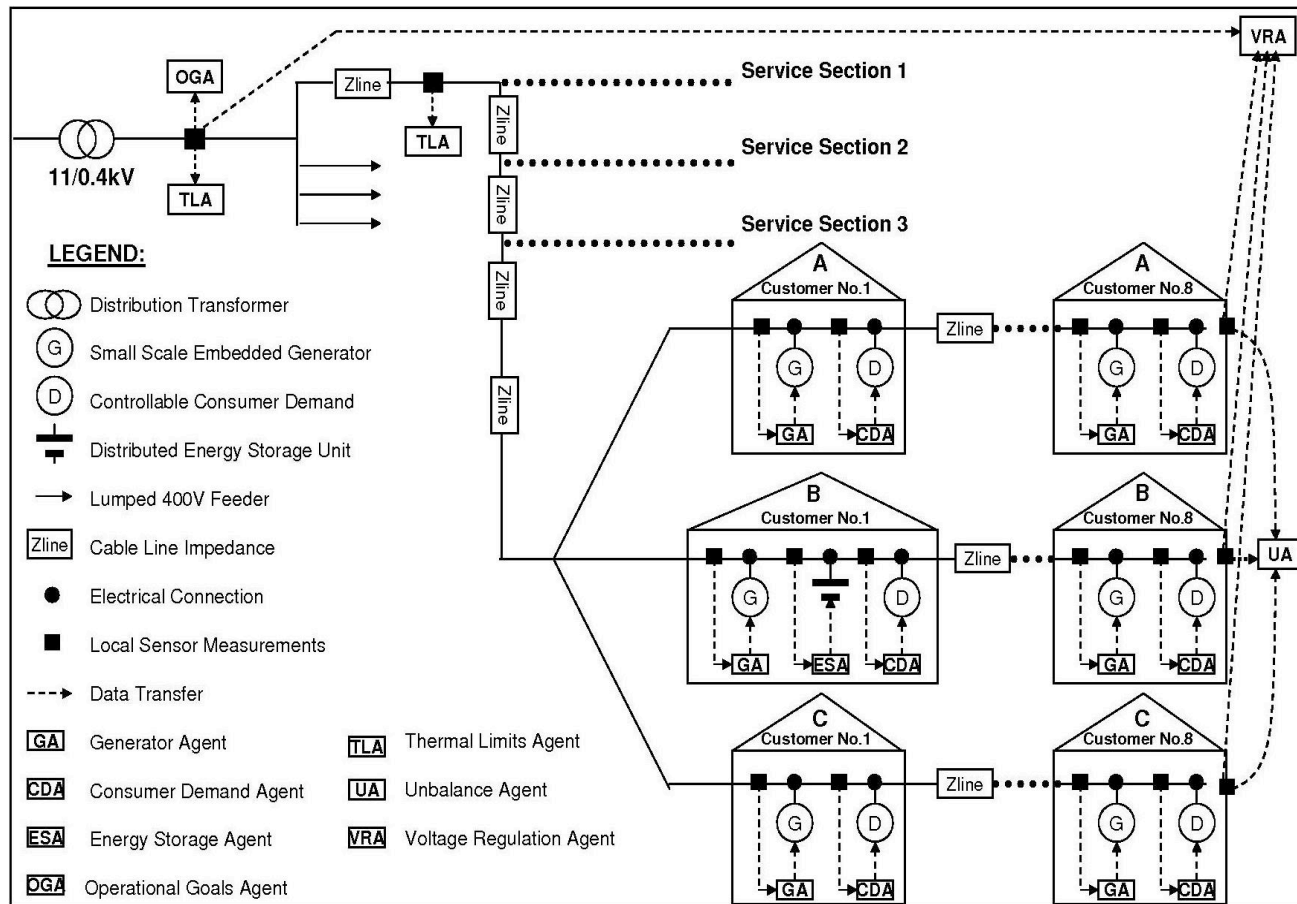 VRA
OGA
Zline
Service Section 1
TLA
Zline
11/0.4kV
TLA
Service Section 2
Zline
Service Section 3
LEGEND:
Zline
Zline
Distribution Transformer
G
Small Scale Embedded Generator
D
Controllable Consumer Demand
Distributed Energy Storage Unit
Lumped 400V Feeder
Zline
Cable Line Impedance
Electrical Connection
Local Sensor Measurements
Data Transfer
GA
Generator Agent
CDA
Consumer Demand Agent
ESA
Energy Storage Agent
OGA
Operational Goals Agent
TLA
Thermal Limits Agent
UA
Unbalance Agent
VRA
Voltage Regulation Agent
A
Customer No.1
G
D
GA
CDA
Zline
A
Customer No.8
G
D
GA
CDA
B
Customer No.1
G
D
GA
ESA
CDA
Zline
B
Customer No.8
G
D
GA
CDA
UA
C
Customer No.1
G
D
GA
CDA
Zline
C
Customer No.8
G
D
GA
CDA